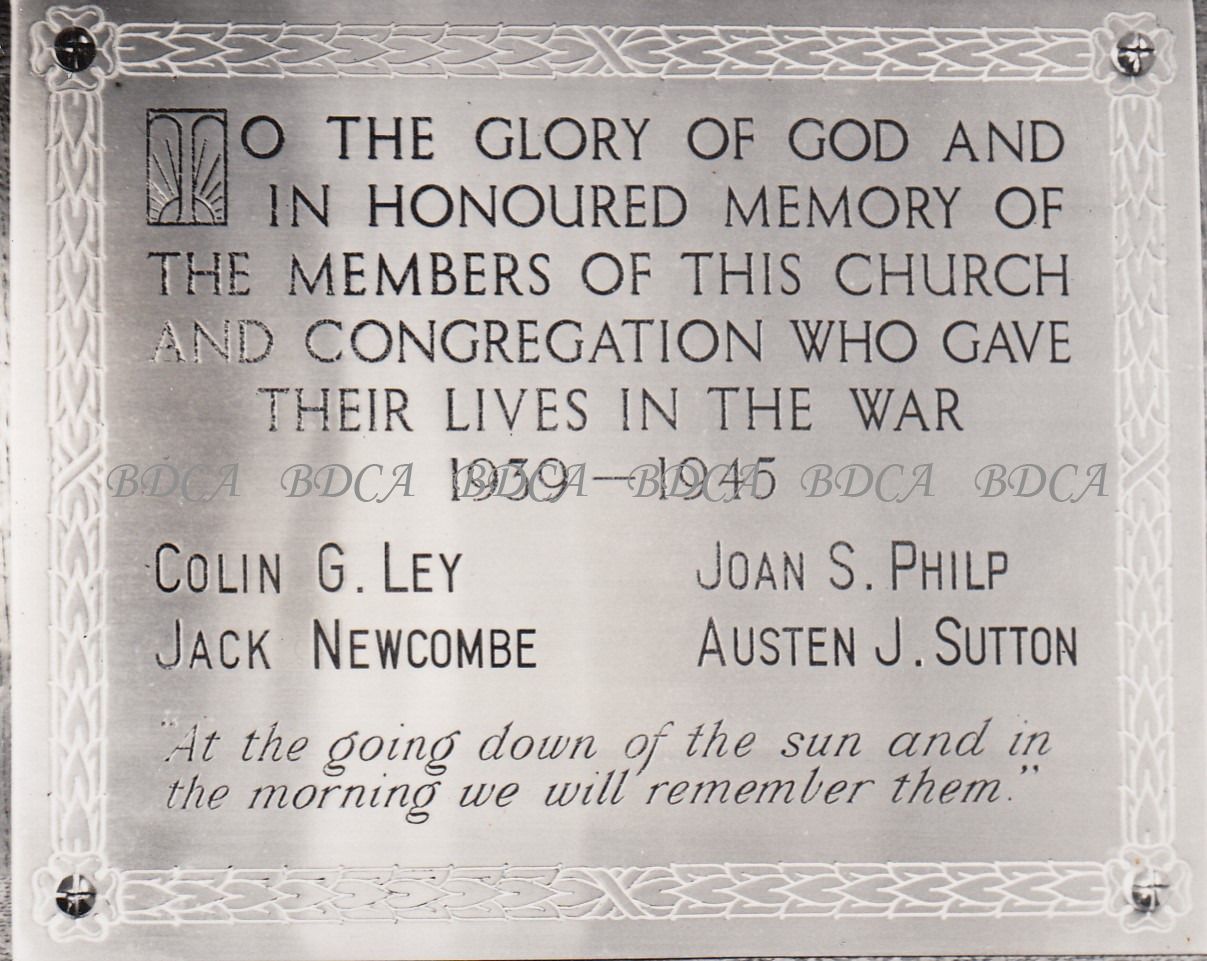 TO THE GLORY OF GOD AND
IN HONOURED MEMORY OF
THE MEMBERS OF THIS CHURCH
AND CONGREGATION WHO GAVE
THEIR LIVES IN THE WAR
1939–1945
BDCA BDCA BDCA BDCA BDCA BDCA
COLIN G. LEY JOAN S. PHILP
JACK NEWCOMBE AUSTEN J. SUTTON
"At the going down of the sun and in
the morning we will remember them."